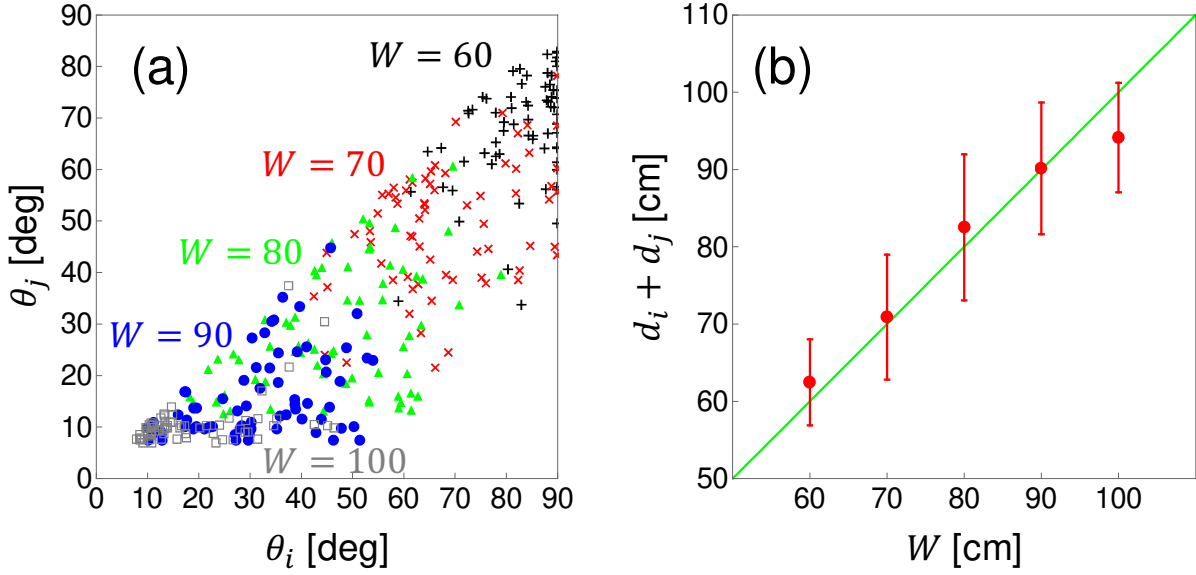 (a)
W = 60
W = 70
W = 80
W = 90
W = 100
90
80
70
60
50
40
30
20
10
0
θj [deg]
0 10 20 30 40 50 60 70 80 90
θi [deg]
(b)
110
100
90
80
70
60
50
di + dj [cm]
60 70 80 90 100
W [cm]